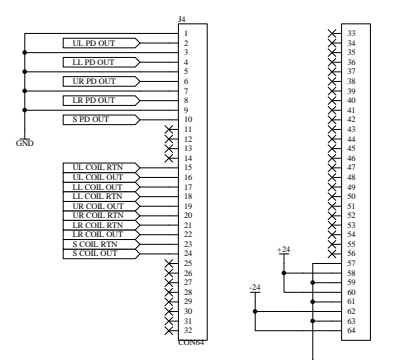 J4
1
UL PD OUT 2
3
LL PD OUT 4
5
UR PD OUT 6
7
LR PD OUT 8
9
S PD OUT 10
11
12
13
14
UL COIL RTN 15
UL COIL OUT 16
LL COIL OUT 17
LL COIL RTN 18
UR COIL OUT 19
UR COIL RTN 20
LR COIL RTN 21
LR COIL OUT 22
S COIL RTN 23
S COIL OUT 24
25
26
27
28
29
30
31
32
CON64
GND
33
34
35
36
37
38
39
40
41
42
43
44
45
46
47
48
49
50
51
52
53
54
55
56
57
+24
58
59
-24
60
61
62
63
64